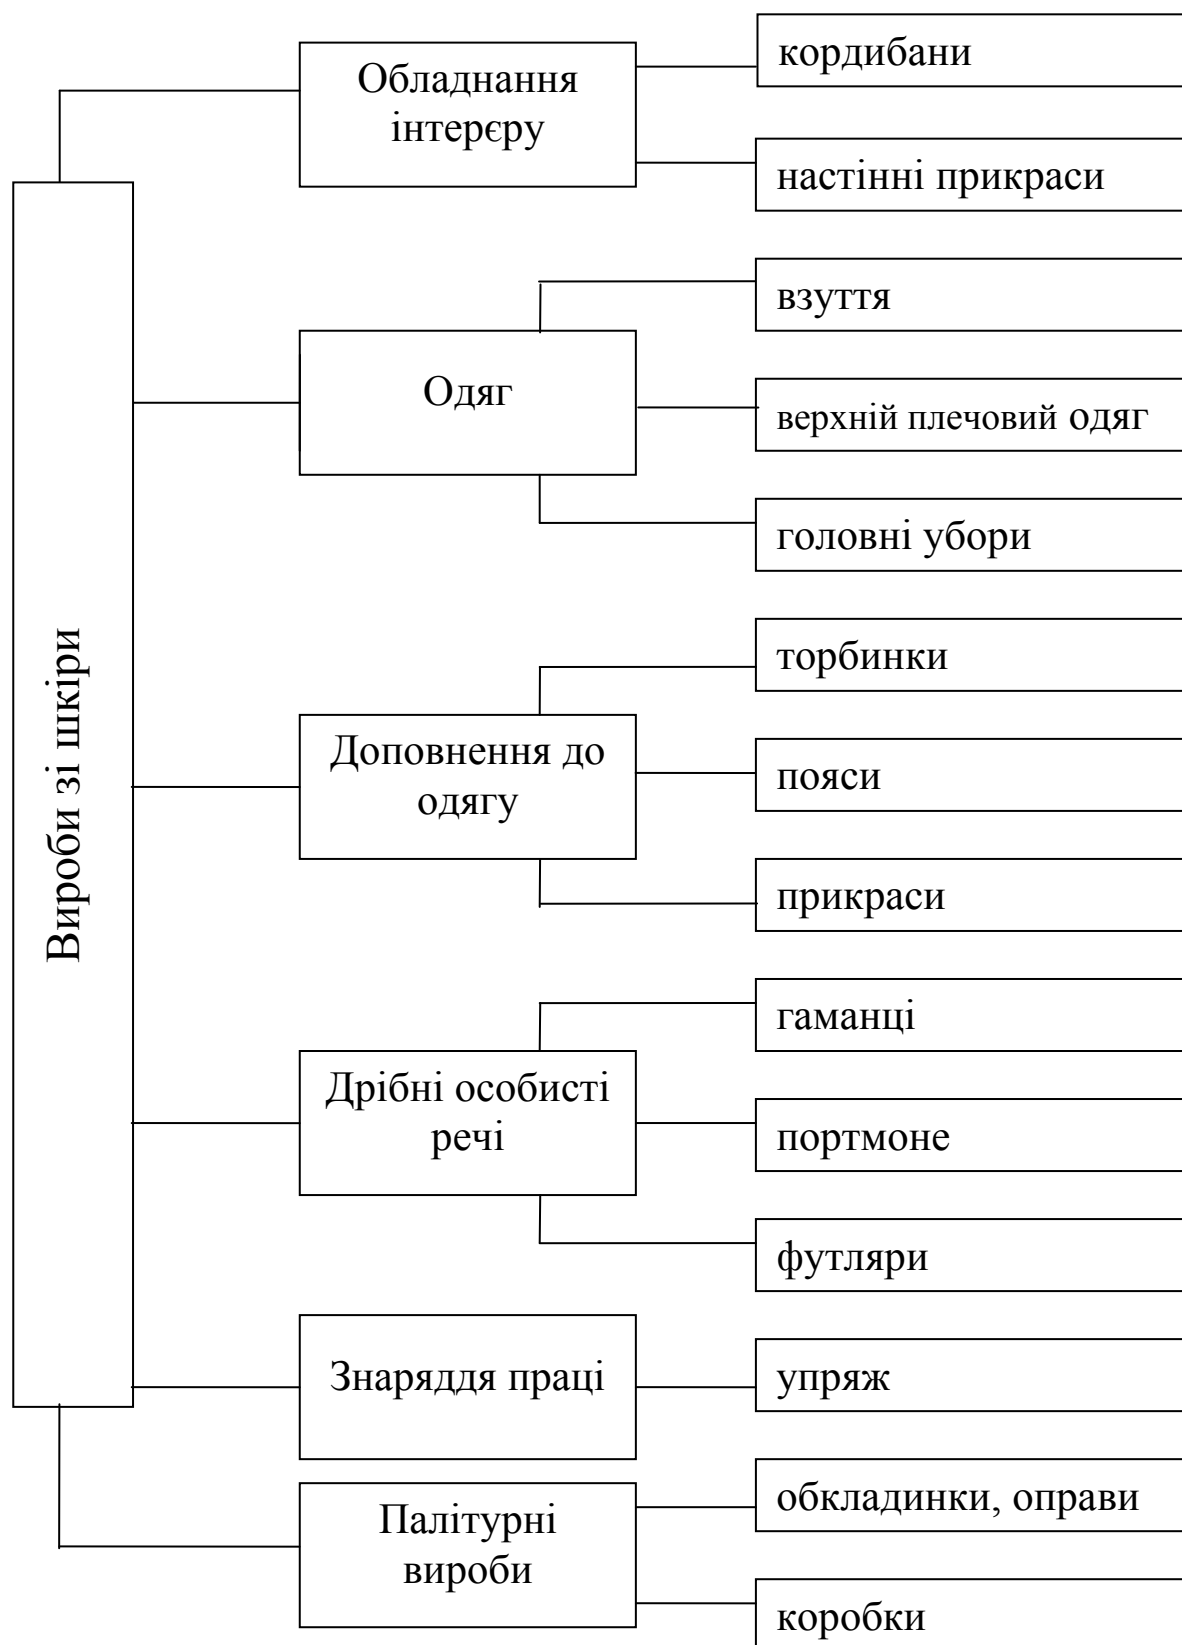 Вироби зі шкіри
Обладнання
інтерєру
кордибани
настінні прикраси
Одяг
взуття
верхній плечовий одяг
головні убори
Доповнення до
одягу
торбинки
пояси
прикраси
Дрібні особисті
речі
гаманці
портмоне
футляри
Знаряддя праці
упряж
Палітурні
вироби
обкладинки, оправи
коробки